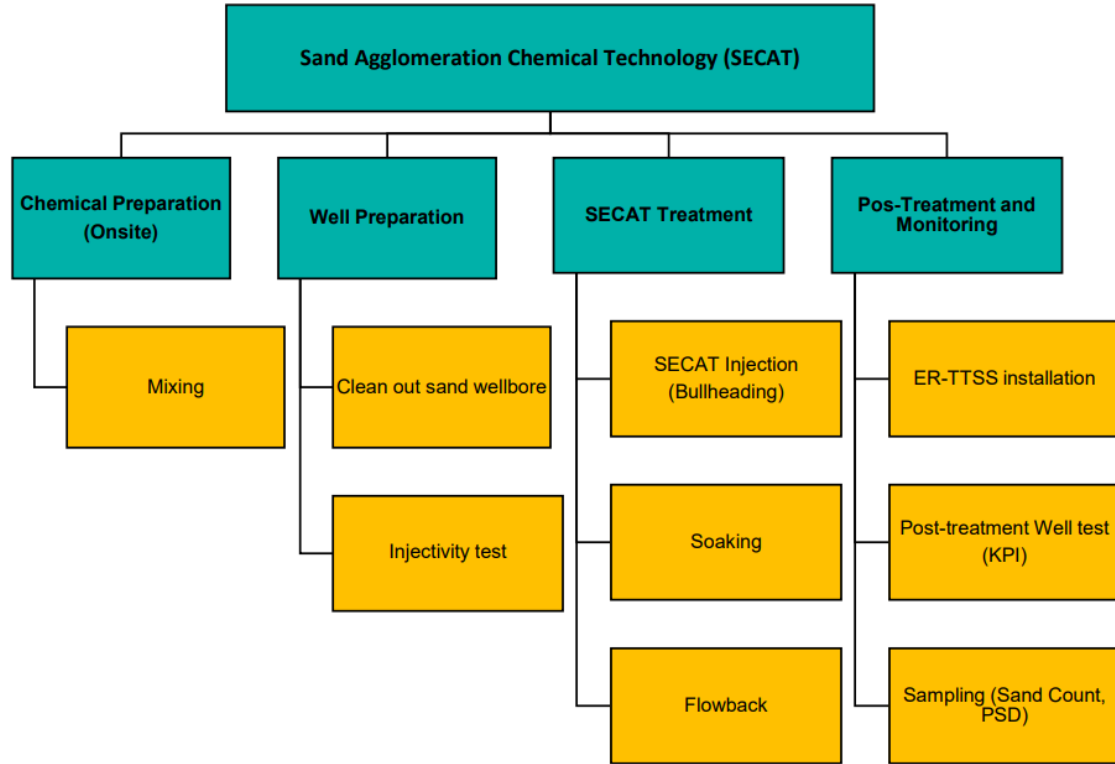 Sand Agglomeration Chemical Technology (SECAT)
Chemical Preparation
(Onsite)
Well Preparation
SECAT Treatment
Pos-Treatment and
Monitoring
Mixing
Clean out sand wellbore
Injectivity test
SECAT Injection
(Bullheading)
Soaking
Flowback
ER-TTSS installation
Post-treatment Well test
(KPI)
Sampling (Sand Count,
PSD)